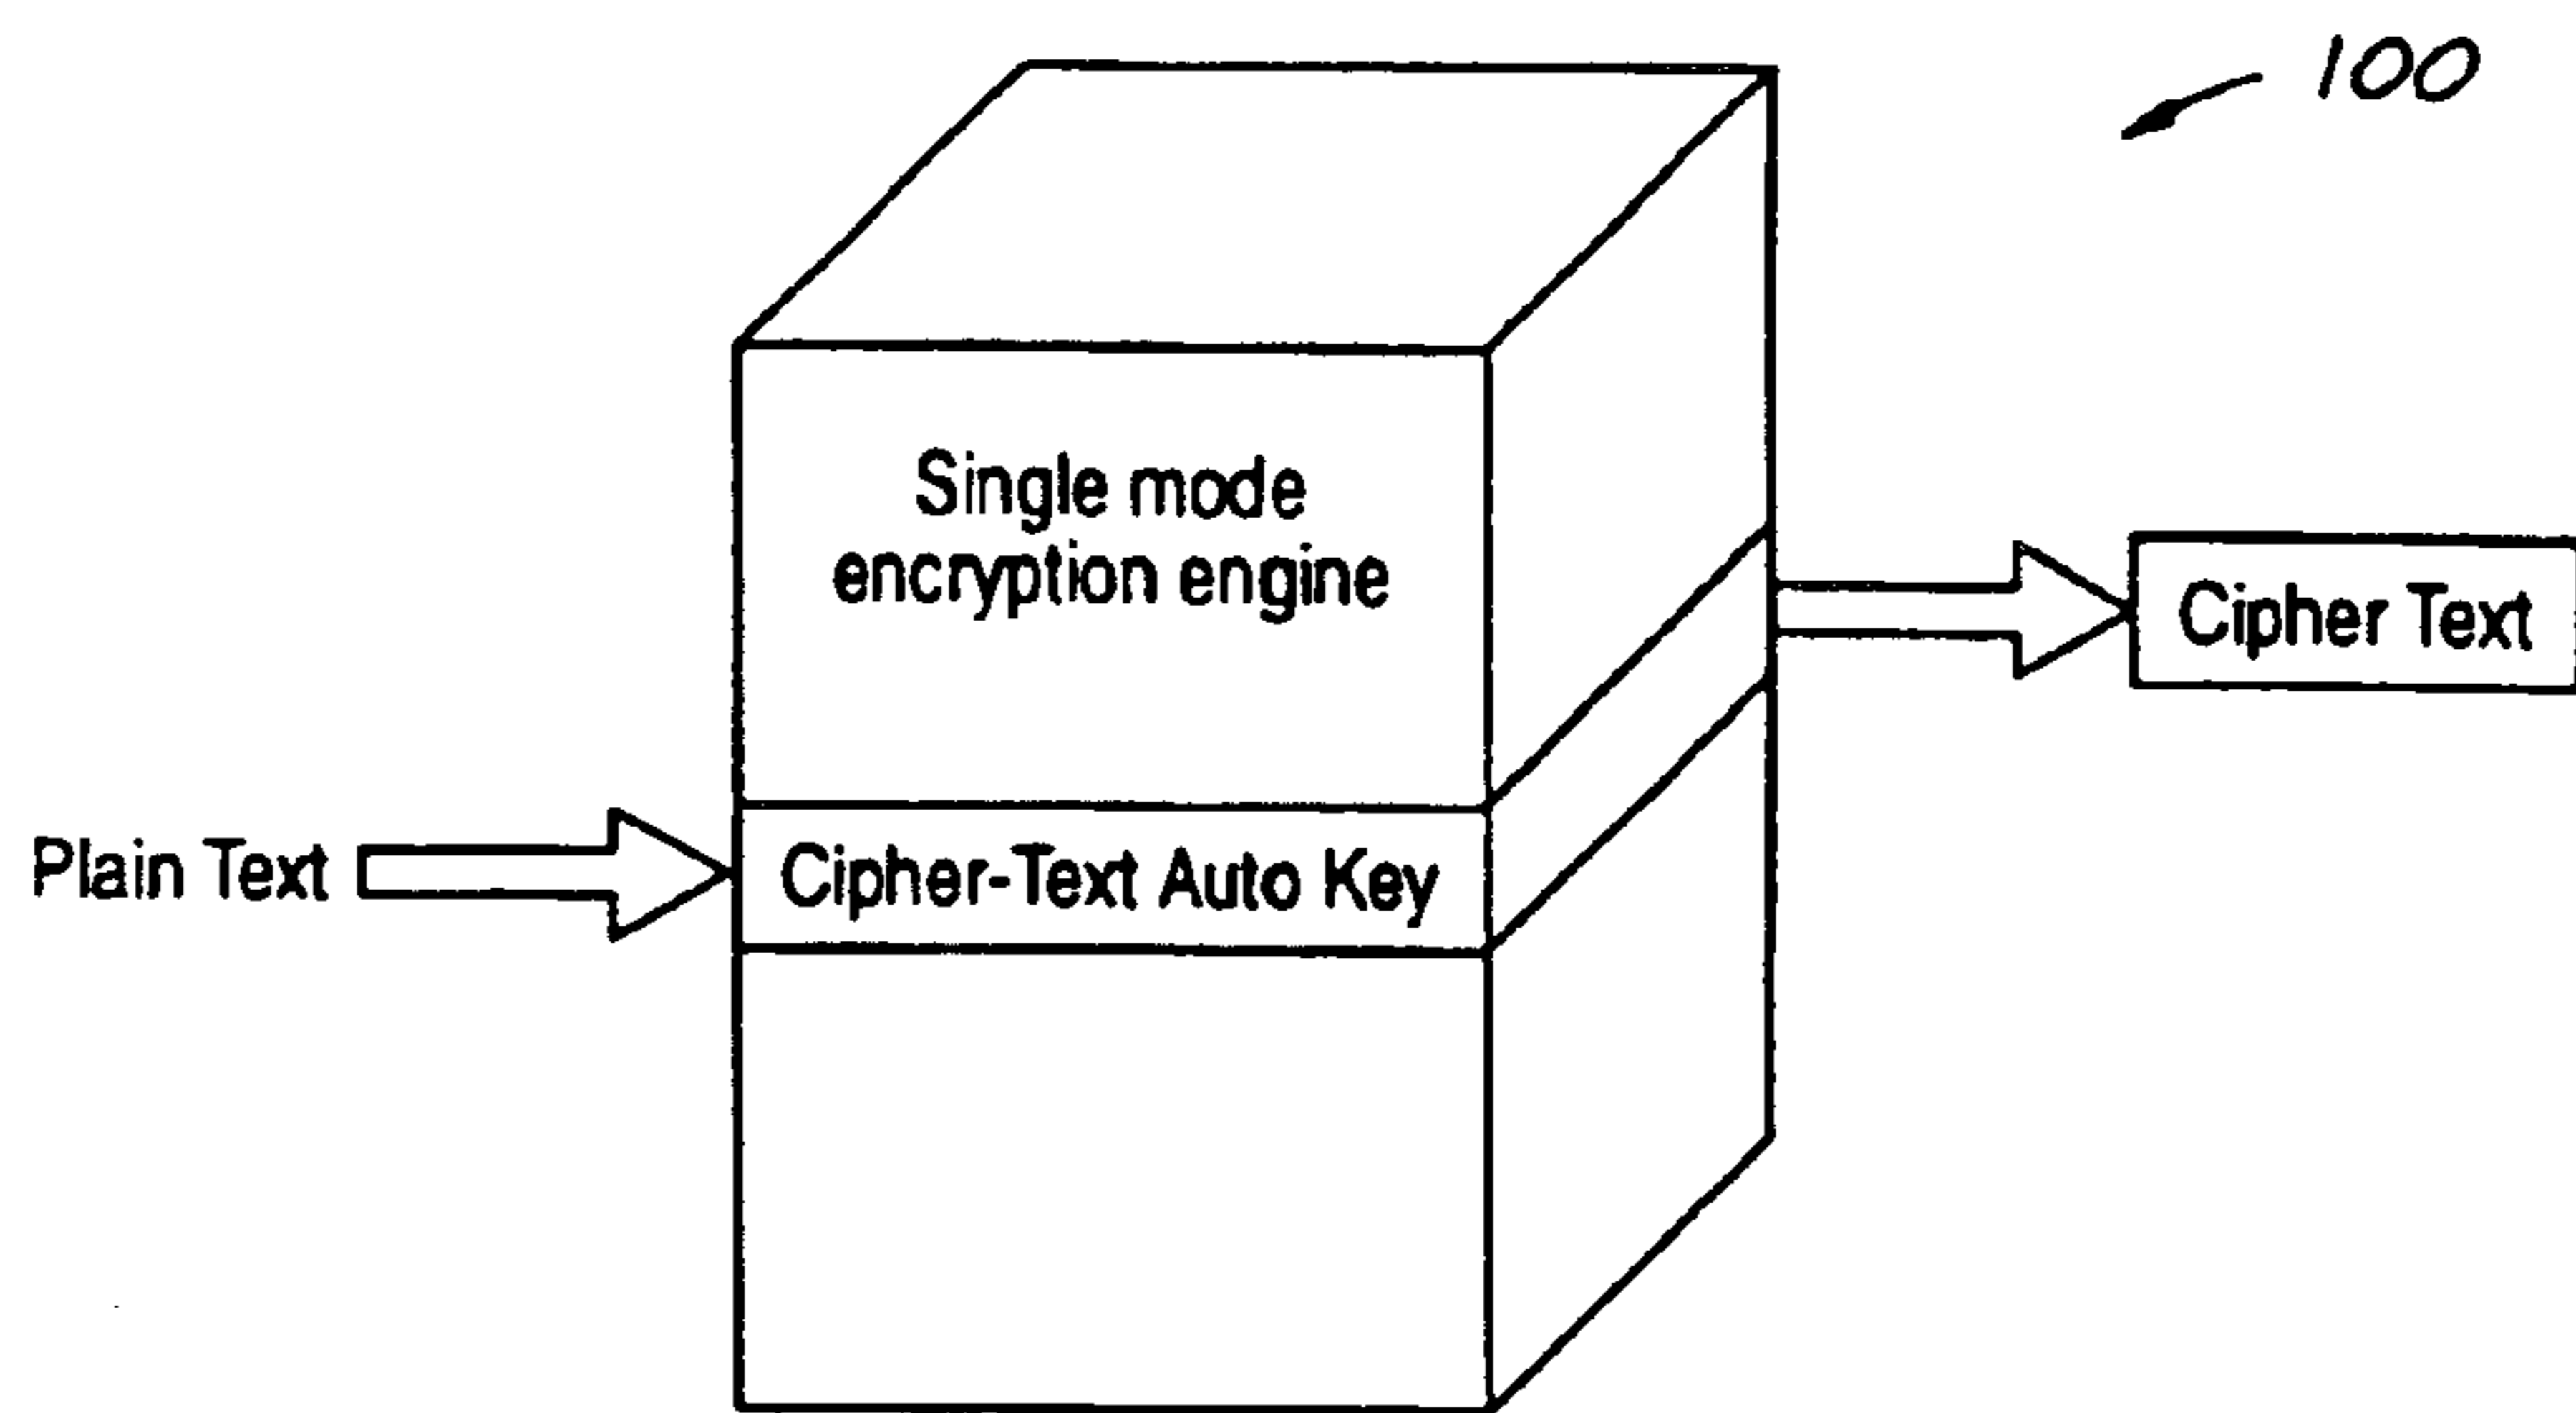 100
Single mode
encryption engine
Cipher Text
Plain Text
Cipher-Text Auto Key